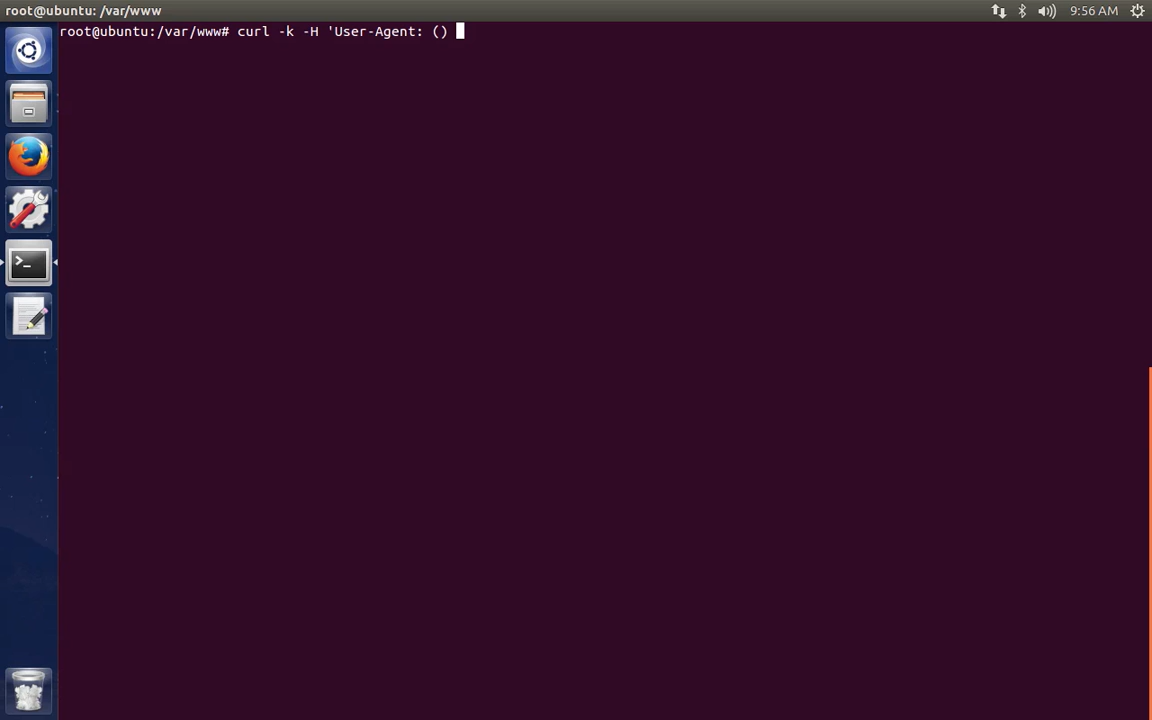 root@ubuntu: /var/www
9:56 AM
root@ubuntu:/var/www# curl -k -H 'User-Agent: ()
>_